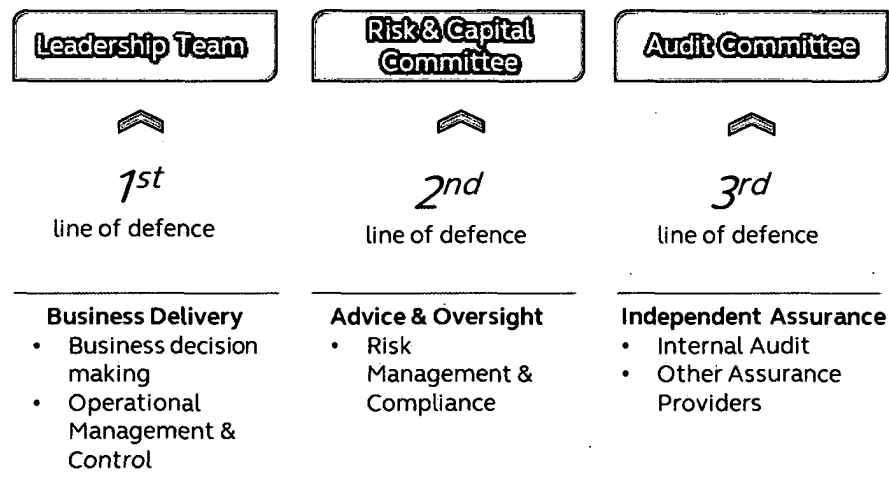 Leadership Team
Risk & Capital
Committee
Audit Committee
1st
2nd
3rd
line of defence
line of defence
line of defence
Business Delivery
• Business decision
making
• Operational
Management &
Control
Advice & Oversight
• Risk
Management &
Compliance
Independent Assurance
• Internal Audit
• Other Assurance
Providers